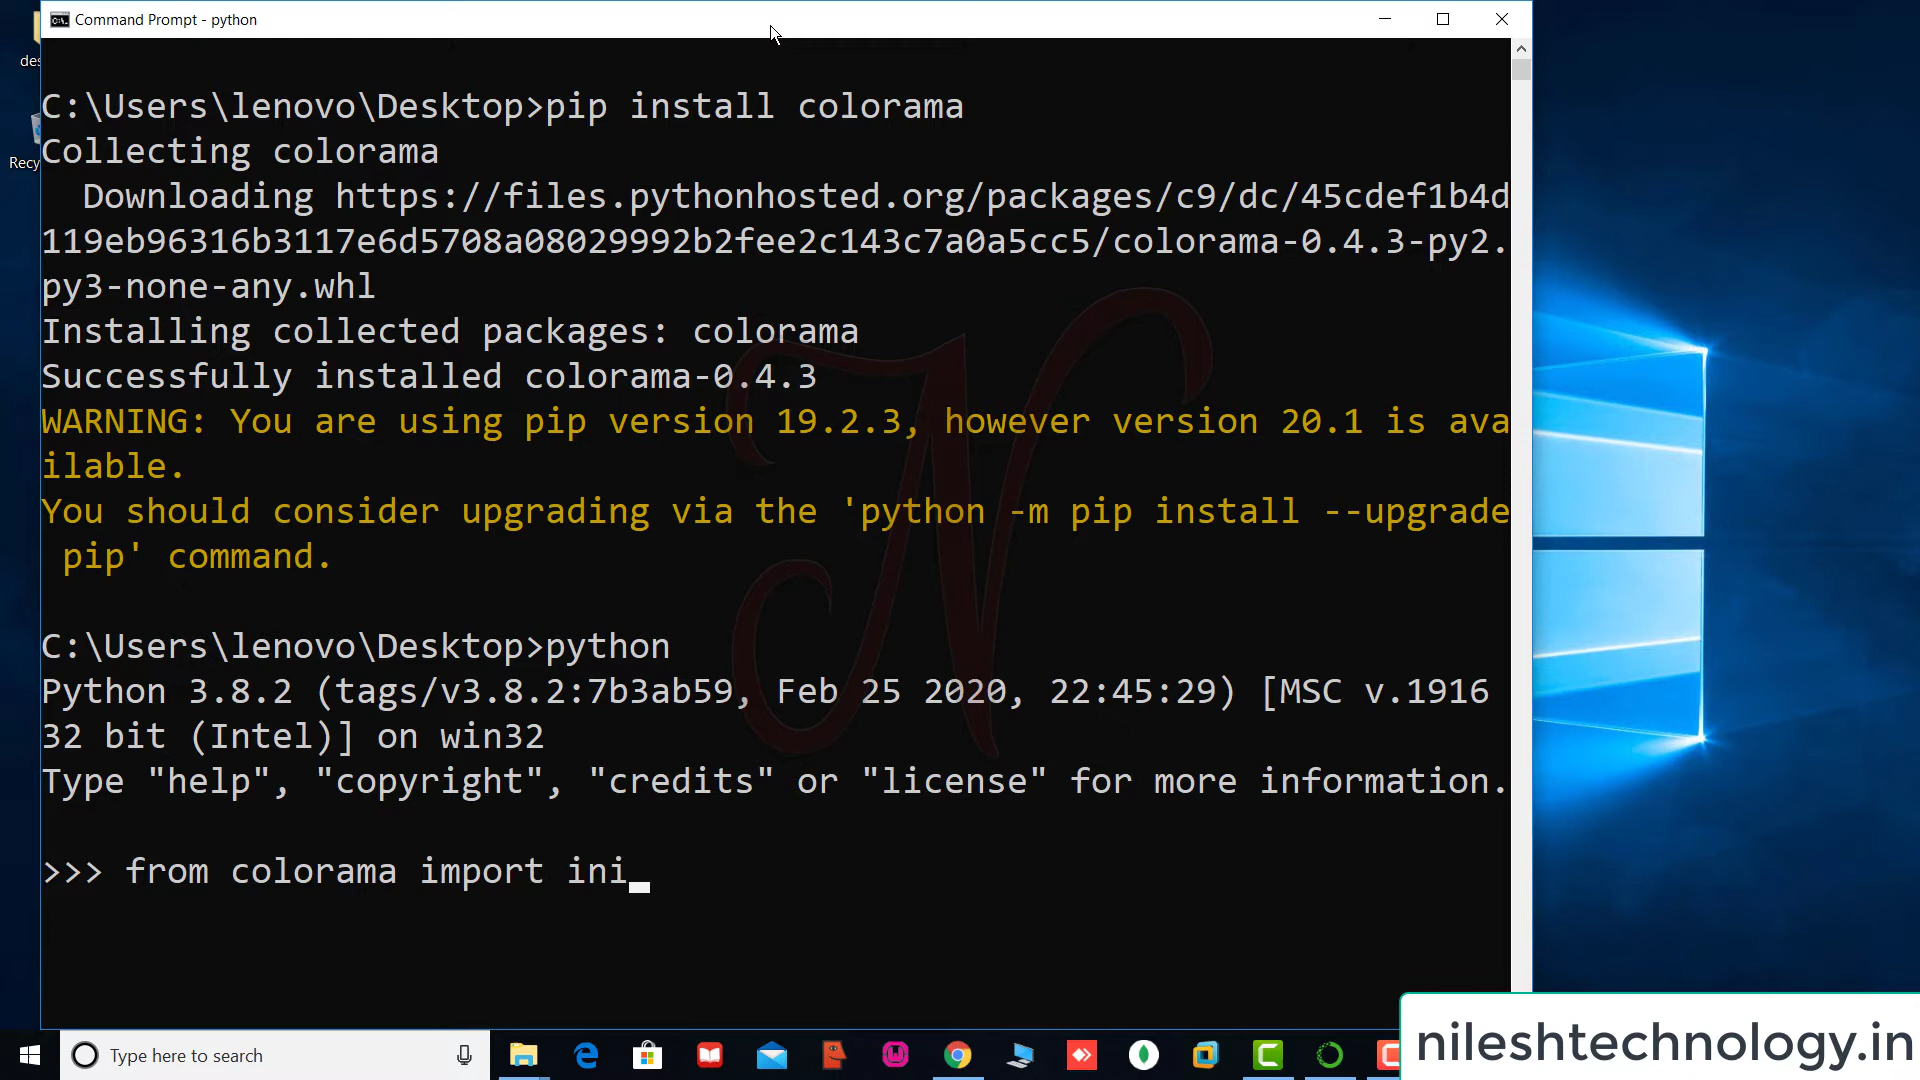 Command Prompt - python
des
C:\Users\lenovo\Desktop>pip install colorama
Collecting colorama
Recy
Downloading https://files.pythonhosted.org/packages/c9/dc/45cdef1b4d
119eb96316b3117e6d5708a08029992b2fee2c143c7a0a5cc5/colorama-0.4.3-py2.
py3-none-any.whl
Installing collected packages: colorama
Successfully installed colorama-0.4.3
WARNING: You are using pip version 19.2.3, however version 20.1 is ava
ilable.
You should consider upgrading via the 'python -m pip install --upgrade
pip' command.
C:\Users\lenovo\Desktop>python
Python 3.8.2 (tags/v3.8.2:7b3ab59, Feb 25 2020, 22:45:29) [MSC v.1916
32 bit (Intel)] on win32
Type "help", "copyright", "credits" or "license" for more information.
>>> from colorama import ini
N
Type here to search
nileshtechnology.in